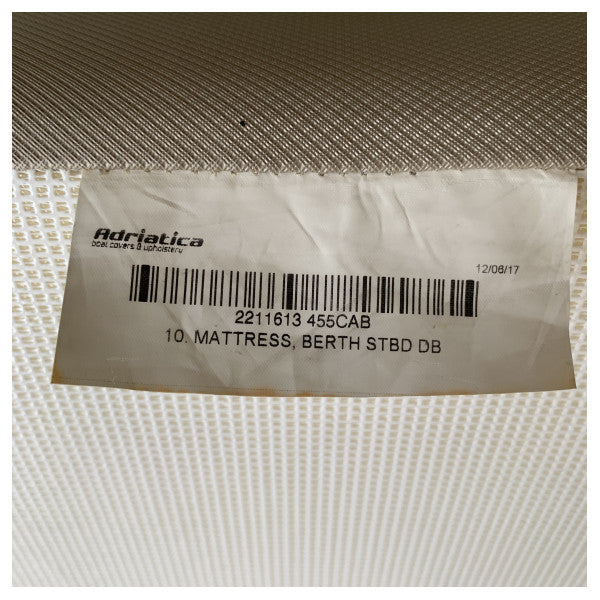 Adriatica
boat covers & upholstery
12/06/17
2211613 455CAB
10. MATTRESS, BERTH STBD DB